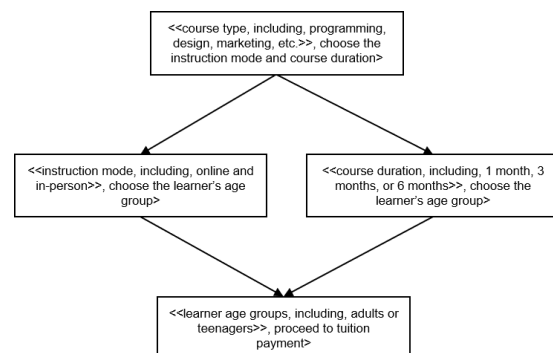 <<course type, including, programming,
design, marketing, etc.>>, choose the
instruction mode and course duration>
<<instruction mode, including, online and
in-person>>, choose the learner's age
group>
<<course duration, including, 1 month, 3
months, or 6 months>>, choose the
learner's age group>
<<learner age groups, including, adults or
teenagers>>, proceed to tuition
payment>